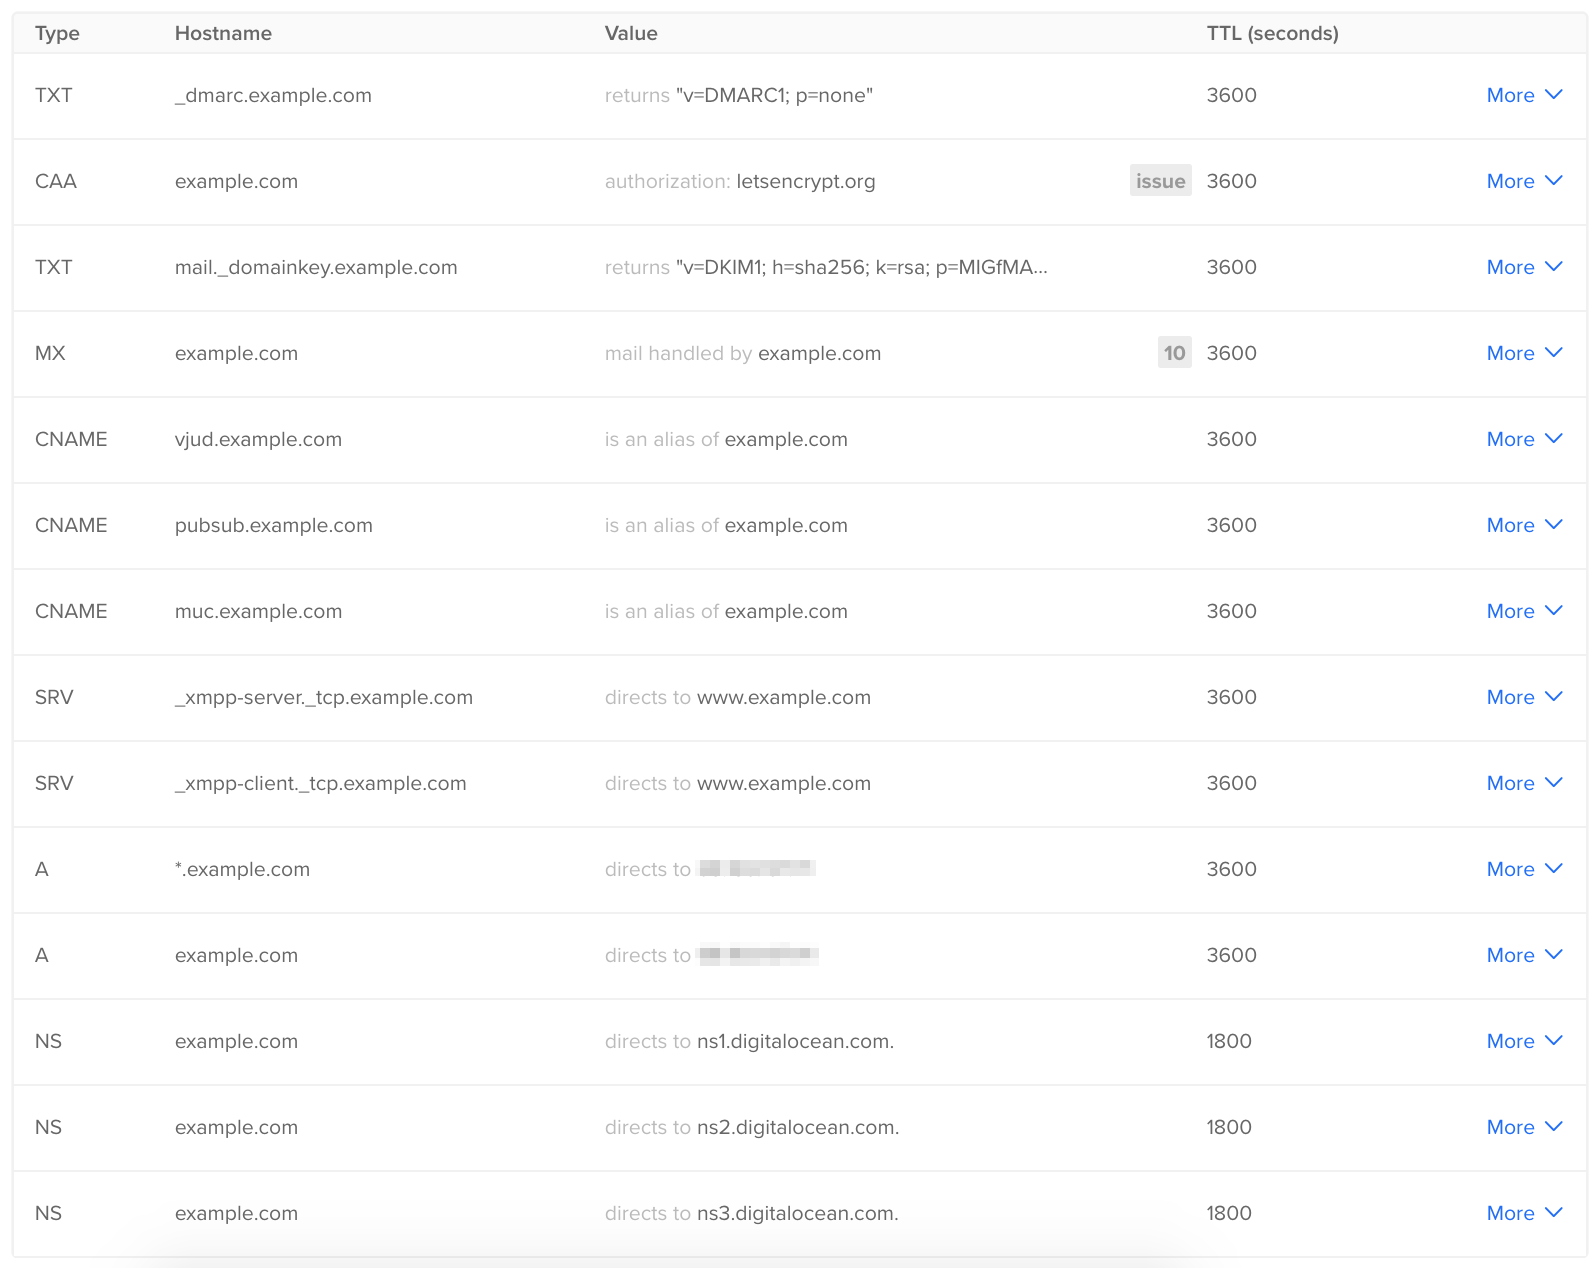 Type Hostname Value TTL (seconds)
TXT _dmarc.example.com returns "v=DMARC1; p=none" 3600 More
CAA example.com authorization: letsencrypt.org issue 3600 More
TXT mail._domainkey.example.com returns "v=DKIM1; h=sha256; k=rsa; p=MIGfMA... 3600 More
MX example.com mail handled by example.com 10 3600 More
CNAME vjud.example.com is an alias of example.com 3600 More
CNAME pubsub.example.com is an alias of example.com 3600 More
CNAME muc.example.com is an alias of example.com 3600 More
SRV _xmpp-server._tcp.example.com directs to www.example.com 3600 More
SRV _xmpp-client._tcp.example.com directs to www.example.com 3600 More
A *.example.com directs to 3600 More
A example.com directs to 3600 More
NS example.com directs to ns1.digitalocean.com. 1800 More
NS example.com directs to ns2.digitalocean.com. 1800 More
NS example.com directs to ns3.digitalocean.com. 1800 More